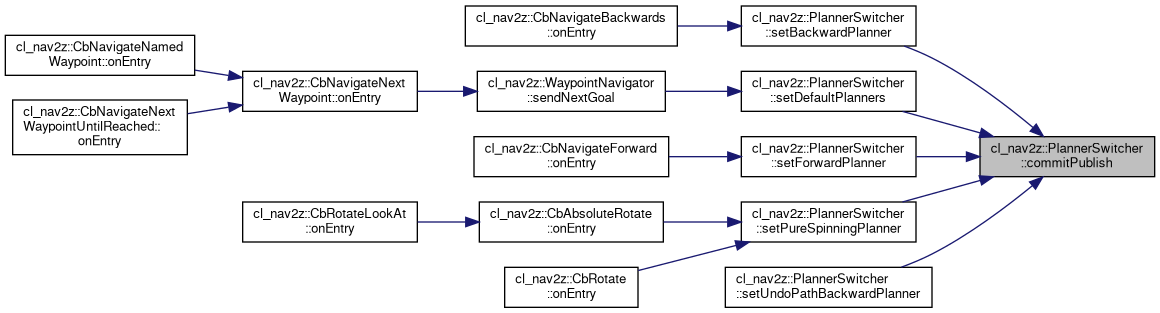 cl_nav2z::CbNavigateBackwards
::onEntry
cl_nav2z::PlannerSwitcher
::setBackwardPlanner
cl_nav2z::CbNavigateNamed
Waypoint::onEntry
cl_nav2z::CbNavigateNext
Waypoint::onEntry
cl_nav2z::WaypointNavigator
::sendNextGoal
cl_nav2z::PlannerSwitcher
::setDefaultPlanners
cl_nav2z::CbNavigateNext
WaypointUntilReached::
onEntry
cl_nav2z::CbNavigateForward
::onEntry
cl_nav2z::PlannerSwitcher
::setForwardPlanner
cl_nav2z::PlannerSwitcher
::commitPublish
cl_nav2z::CbRotateLookAt
::onEntry
cl_nav2z::CbAbsoluteRotate
::onEntry
cl_nav2z::PlannerSwitcher
::setPureSpinningPlanner
cl_nav2z::CbRotate
::onEntry
cl_nav2z::PlannerSwitcher
::setUndoPathBackwardPlanner